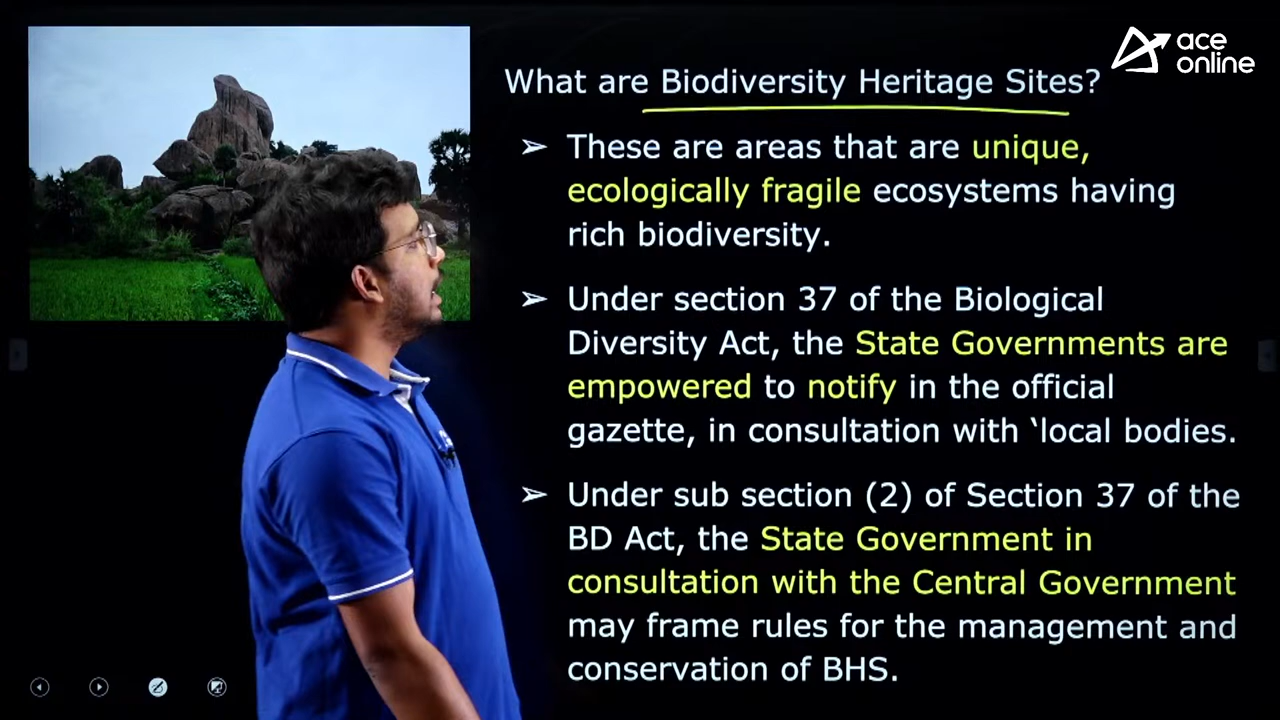 ace
online
What are Biodiversity Heritage Sites?
➢ These are areas that are unique,
ecologically fragile ecosystems having
rich biodiversity.
➢ Under section 37 of the Biological
Diversity Act, the State Governments are
empowered to notify in the official
gazette, in consultation with ‘local bodies.
➢ Under sub section (2) of Section 37 of the
BD Act, the State Government in
consultation with the Central Government
may frame rules for the management and
conservation of BHS.